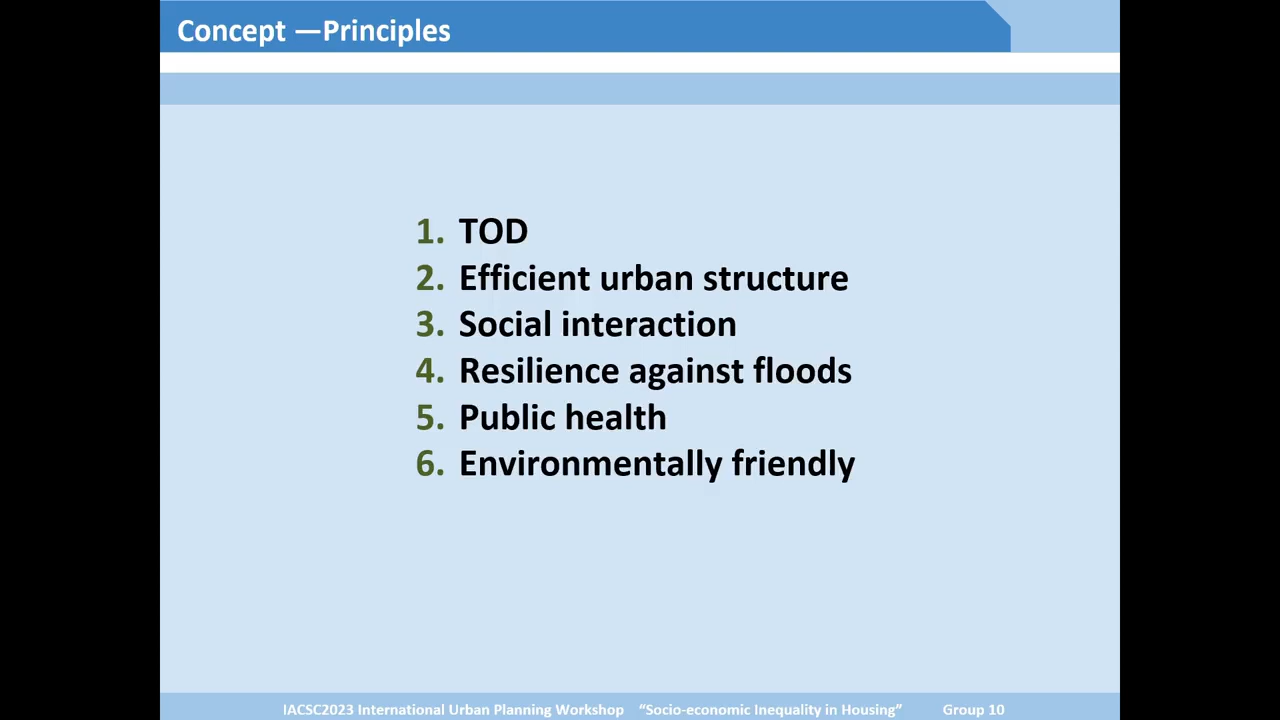 Concept —Principles
1. TOD
2. Efficient urban structure
3. Social interaction
4. Resilience against floods
5. Public health
6. Environmentally friendly
IACSC2023 International Urban Planning Workshop “Socio-economic Inequality in Housing” Group 10